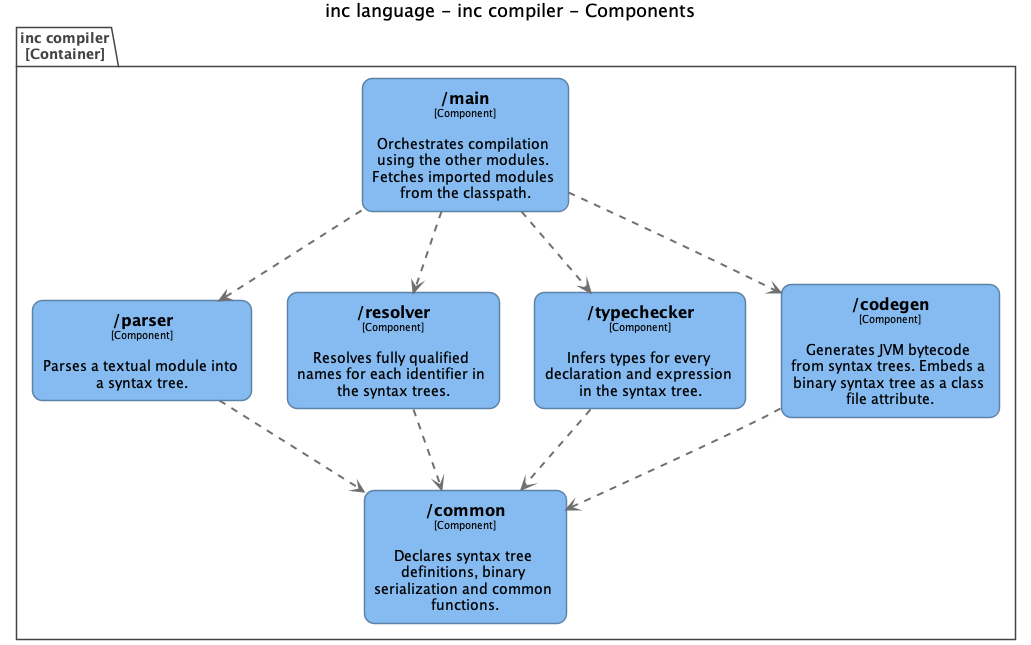 inc language – inc compiler – Components
inc compiler
[Container]
/main
[Component]
Orchestrates compilation
using the other modules.
Fetches imported modules
from the classpath.
/parser
[Component]
Parses a textual module into
a syntax tree.
/resolver
[Component]
Resolves fully qualified
names for each identifier in
the syntax trees.
/typechecker
[Component]
Infers types for every
declaration and expression
in the syntax tree.
/codegen
[Component]
Generates JVM bytecode
from syntax trees. Embeds a
binary syntax tree as a class
file attribute.
/common
[Component]
Declares syntax tree
definitions, binary
serialization and common
functions.